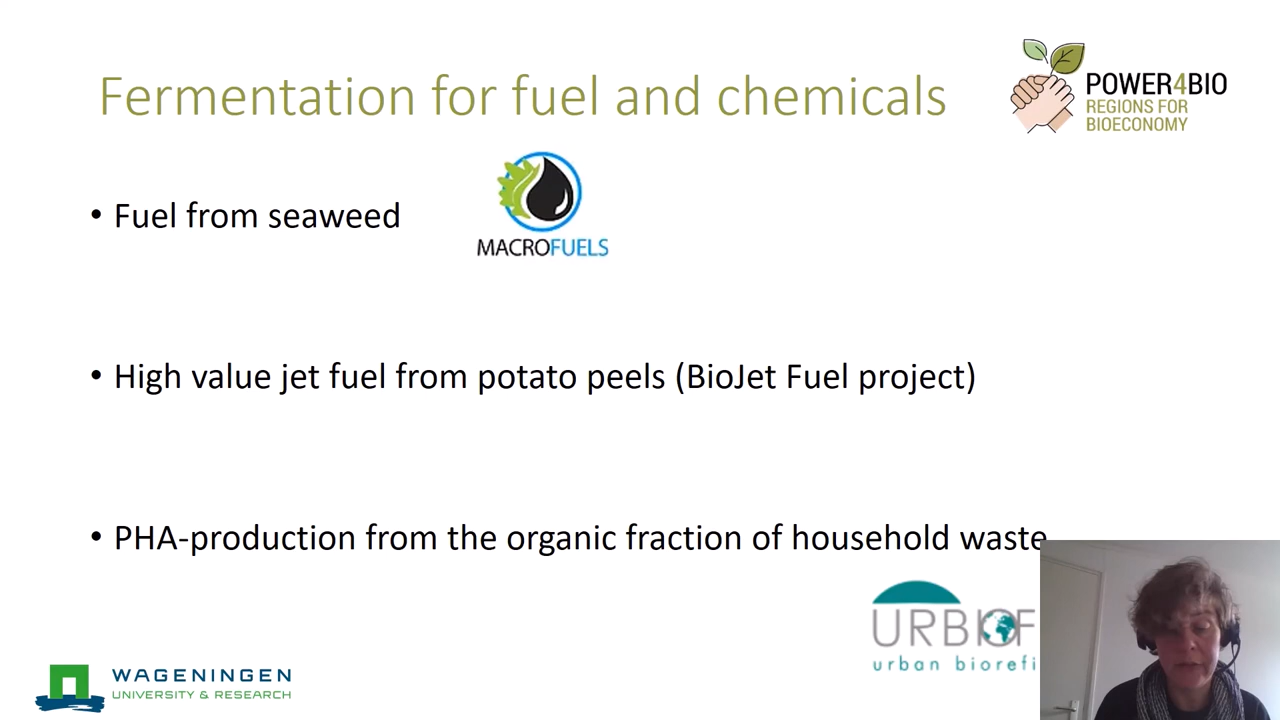 Fermentation for fuel and chemicals
POWER4BIO
REGIONS FOR
BIOECONOMY
• Fuel from seaweed
MACROFUELS
• High value jet fuel from potato peels (BioJet Fuel project)
• PHA-production from the organic fraction of household waste
URBIOF
urban biorefi
WAGENINGEN
UNIVERSITY & RESEARCH